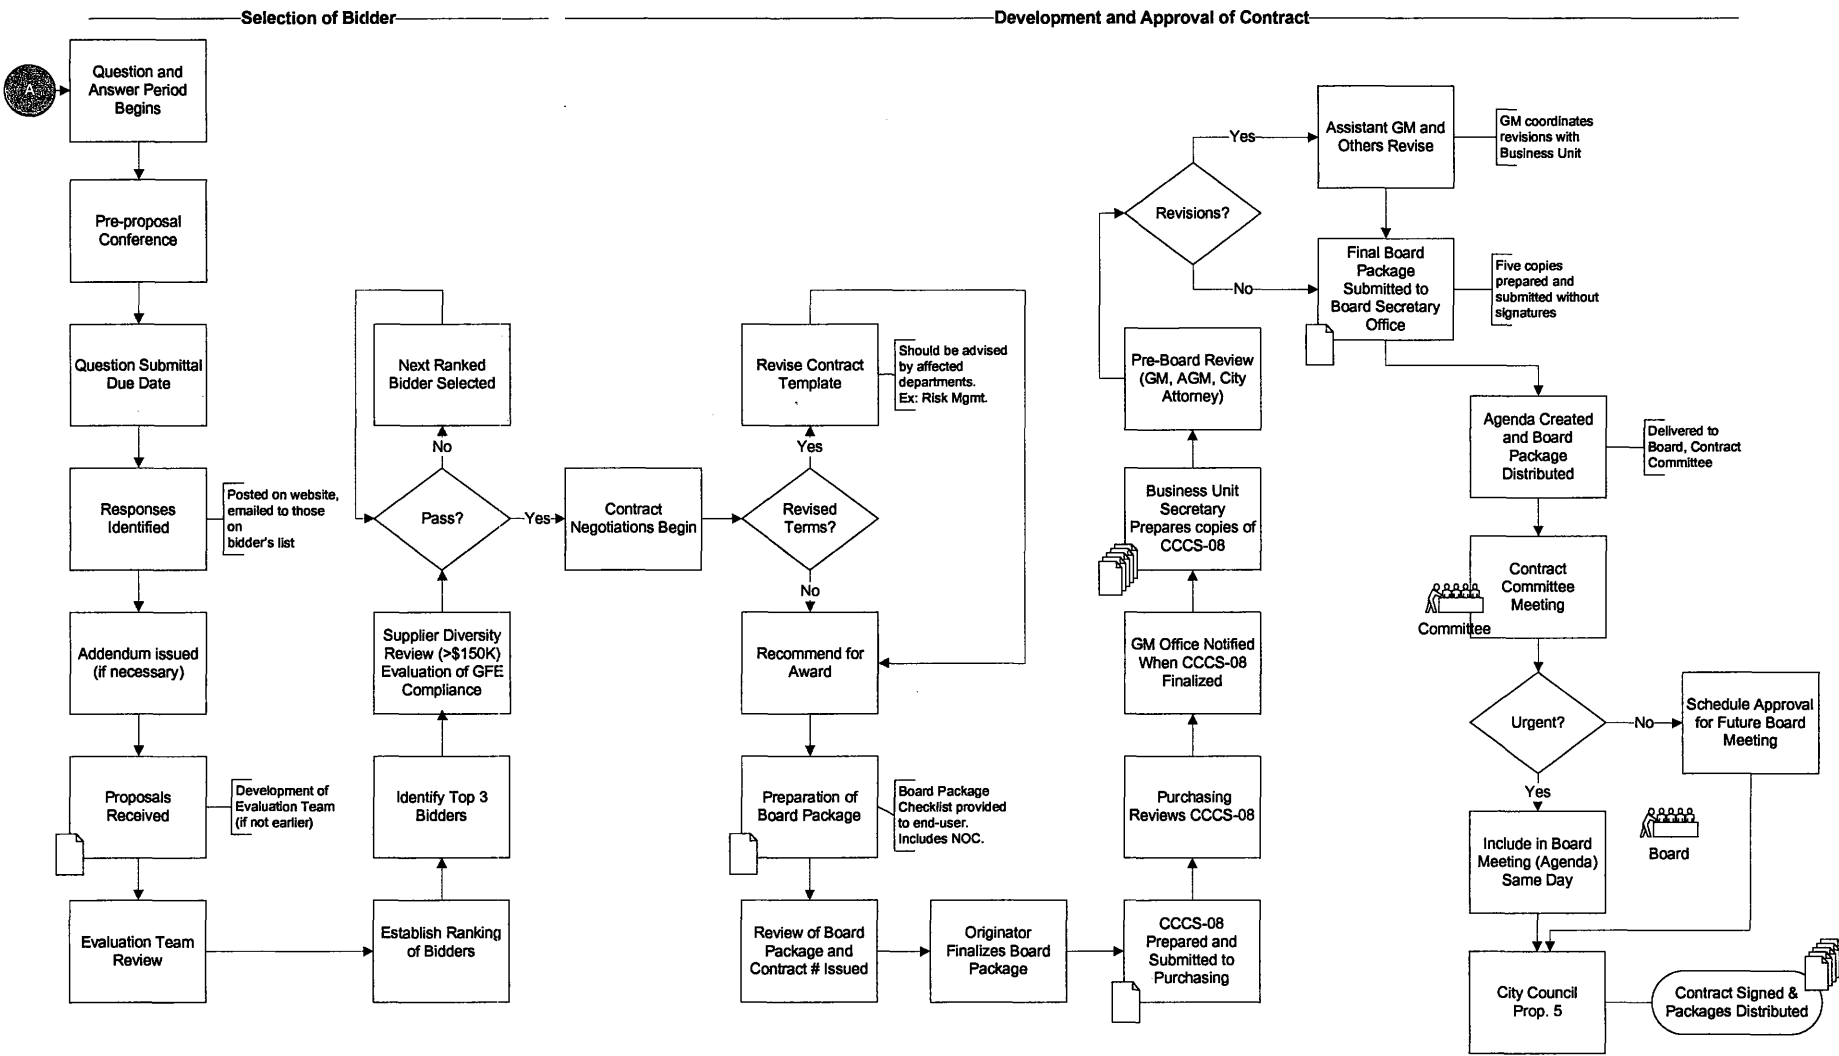 Selection of Bidder
Development and Approval of Contract
A
Question and
Answer Period
Begins
Pre-proposal
Conference
Question Submittal
Due Date
Responses
Identified
Posted on website,
emailed to those
on
bidder's list
Addendum issued
(if necessary)
Proposals
Received
Development of
Evaluation Team
(if not earlier)
Evaluation Team
Review
Establish Ranking
of Bidders
Identify Top 3
Bidders
Supplier Diversity
Review (>$150K)
Evaluation of GFE
Compliance
Pass?
No
Next Ranked
Bidder Selected
Yes
Contract
Negotiations Begin
Revised
Terms?
Yes
Revise Contract
Template
Should be advised
by affected
departments.
Ex: Risk Mgmt.
No
Recommend for
Award
Preparation of
Board Package
Board Package
Checklist provided
to end-user.
Includes NOC.
Review of Board
Package and
Contract # Issued
Originator
Finalizes Board
Package
CCCS-08
Prepared and
Submitted to
Purchasing
Purchasing
Reviews CCCS-08
GM Office Notified
When CCCS-08
Finalized
Business Unit
Secretary
Prepares copies of
CCCS-08
Pre-Board Review
(GM, AGM, City
Attorney)
Revisions?
Yes
Assistant GM and
Others Revise
GM coordinates
revisions with
Business Unit
No
Final Board
Package
Submitted to
Board Secretary
Office
Five copies
prepared and
submitted without
signatures
Agenda Created
and Board
Package
Distributed
Delivered to
Board, Contract
Committee
Contract
Committee
Meeting
Committee
Urgent?
No
Schedule Approval
for Future Board
Meeting
Yes
Include in Board
Meeting (Agenda)
Same Day
Board
City Council
Prop. 5
Contract Signed &
Packages Distributed